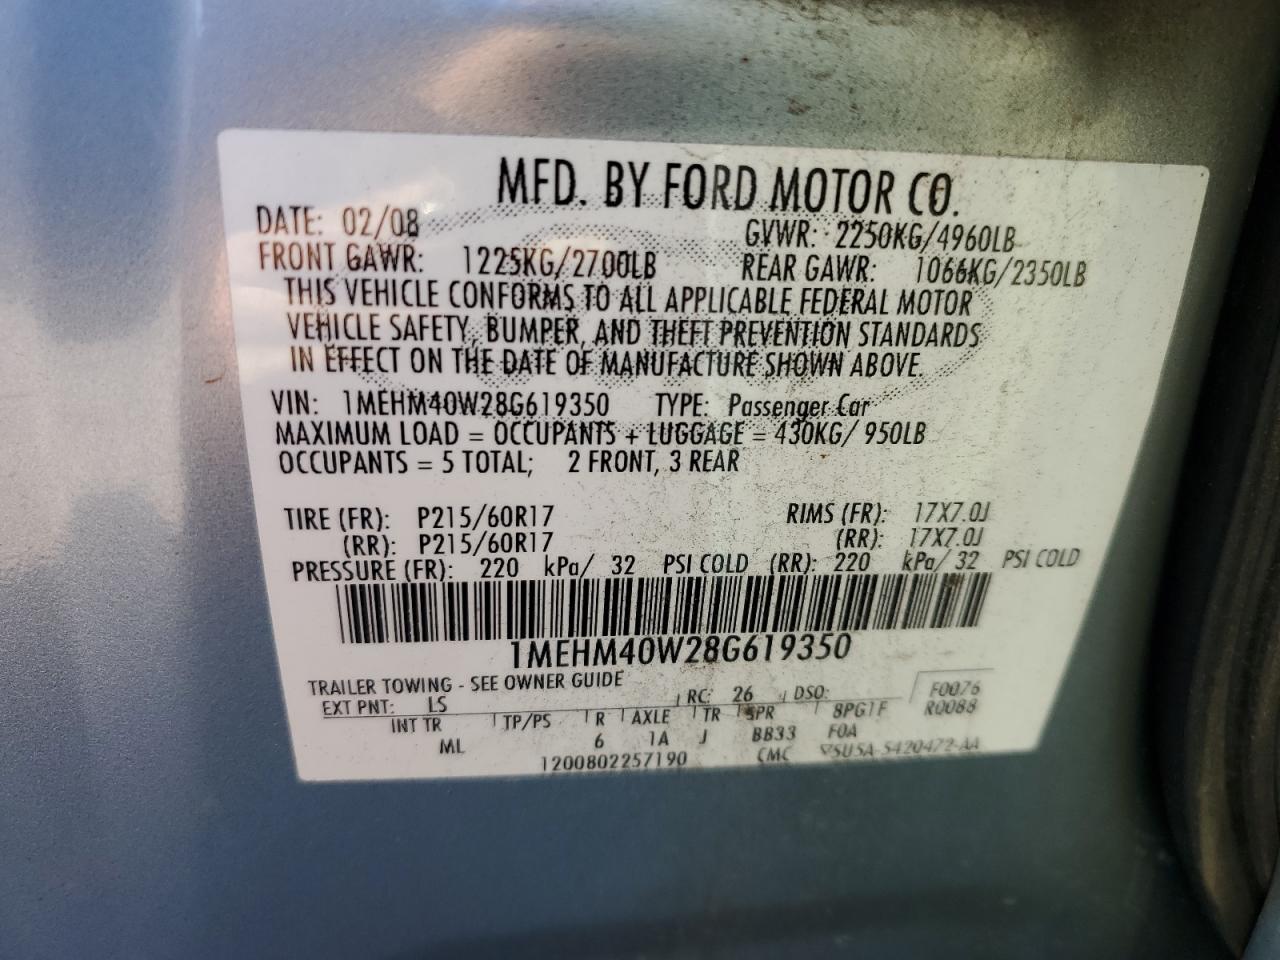 MFD. BY FORD MOTOR CO.
DATE: 02/08 GVWR: 2250KG/4960LB
FRONT GAWR: 1225KG/2700LB REAR GAWR: 1066KG/2350LB
THIS VEHICLE CONFORMS TO ALL APPLICABLE FEDERAL MOTOR
VEHICLE SAFETY, BUMPER, AND THEFT PREVENTION STANDARDS
IN EFFECT ON THE DATE OF MANUFACTURE SHOWN ABOVE.
VIN: 1MEHM40W28G619350 TYPE: Passenger Car
MAXIMUM LOAD = OCCUPANTS + LUGGAGE = 430KG/ 950LB
OCCUPANTS = 5 TOTAL; 2 FRONT, 3 REAR
TIRE (FR): P215/60R17 RIMS (FR): 17X7.0J
(RR): P215/60R17 (RR): 17X7.0J
PRESSURE (FR): 220 kPa/ 32 PSI COLD (RR): 220 kPa/ 32 PSI COLD
1MEHM40W28G619350
TRAILER TOWING - SEE OWNER GUIDE
EXT PNT: LS RC: 26 DSO: F0076
INT TR TP/PS R AXLE TR SPR 8PG1F R0088
ML 6 1A J BB33 FOA
1200802257190 CMC 5420472-AA